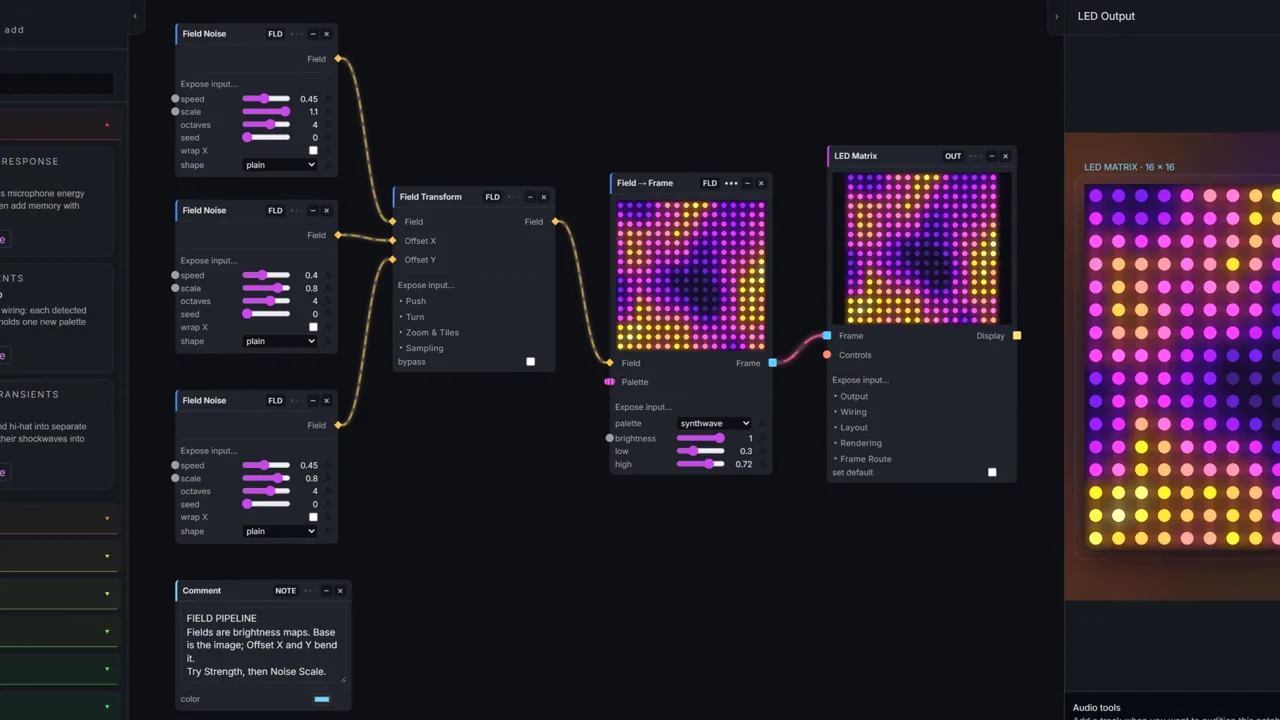 add
RESPONSE
s microphone energy
en add memory with
e
ENTS
wiring: each detected
holds one new palette
e
RANSIENTS
nd hi-hat into separate
their shockwaves into
e
Field Noise FLD
Field
Expose input...
speed 0.45
scale 1.1
octaves 4
seed 0
wrap X
shape plain
Field Noise FLD
Field
Expose input...
speed 0.4
scale 0.8
octaves 4
seed 0
wrap X
shape plain
Field Noise FLD
Field
Expose input...
speed 0.45
scale 0.8
octaves 4
seed 0
wrap X
shape plain
Comment NOTE
FIELD PIPELINE
Fields are brightness maps. Base
is the image; Offset X and Y bend
it.
Try Strength, then Noise Scale.
color
Field Transform FLD
Field Field
Offset X
Offset Y
Expose input...
Push
Turn
Zoom & Tiles
Sampling
bypass
Field → Frame FLD
Field Frame
Palette
Expose input...
palette synthwave
brightness 1
low 0.3
high 0.72
LED Matrix OUT
Frame Display
Controls
Expose input...
Output
Wiring
Layout
Rendering
Frame Route
set default
LED Output
LED MATRIX · 16 × 16
Audio tools